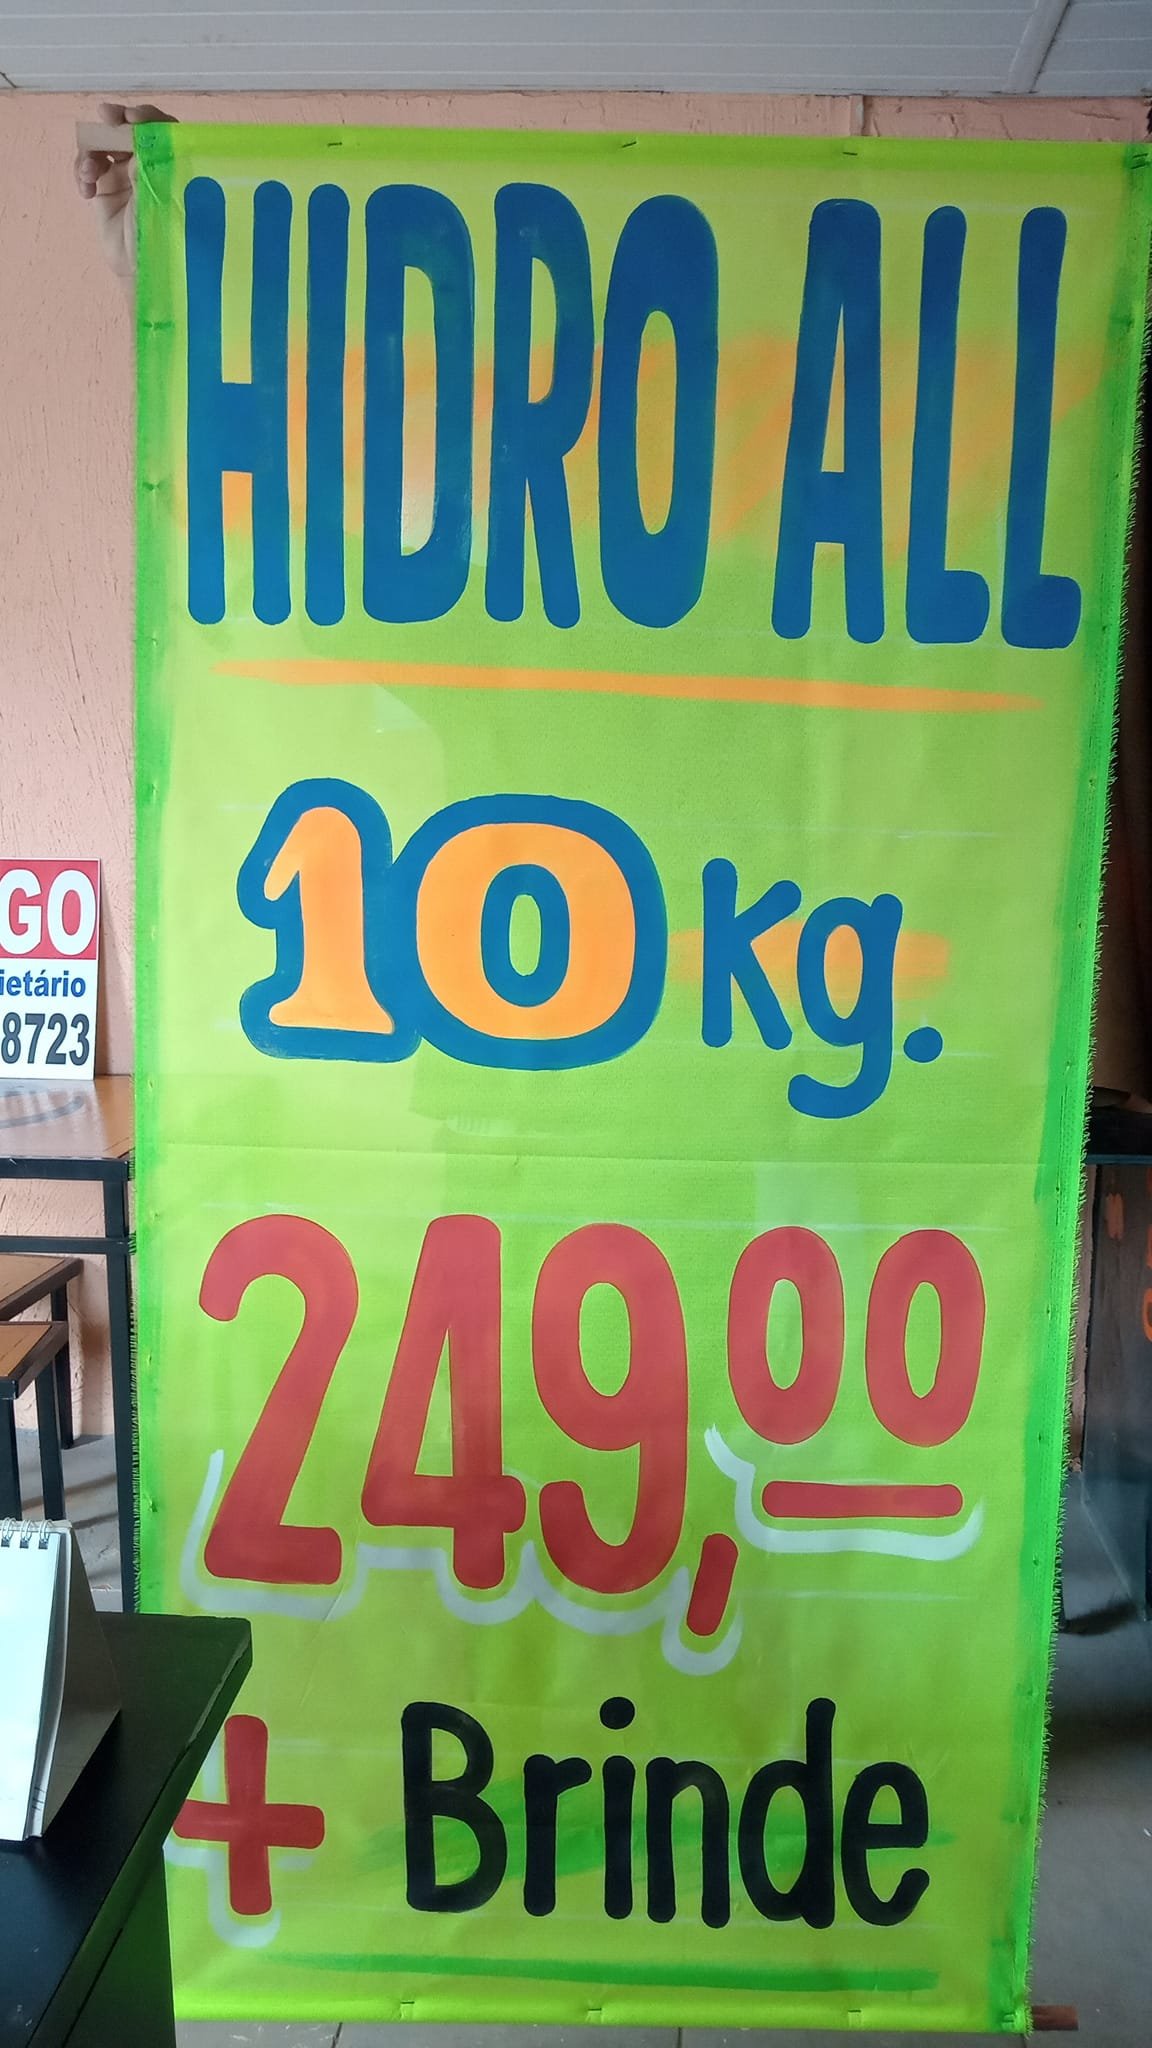 HIDRO ALL
10 kg.
249,00
+ Brinde
GO
ietário
8723